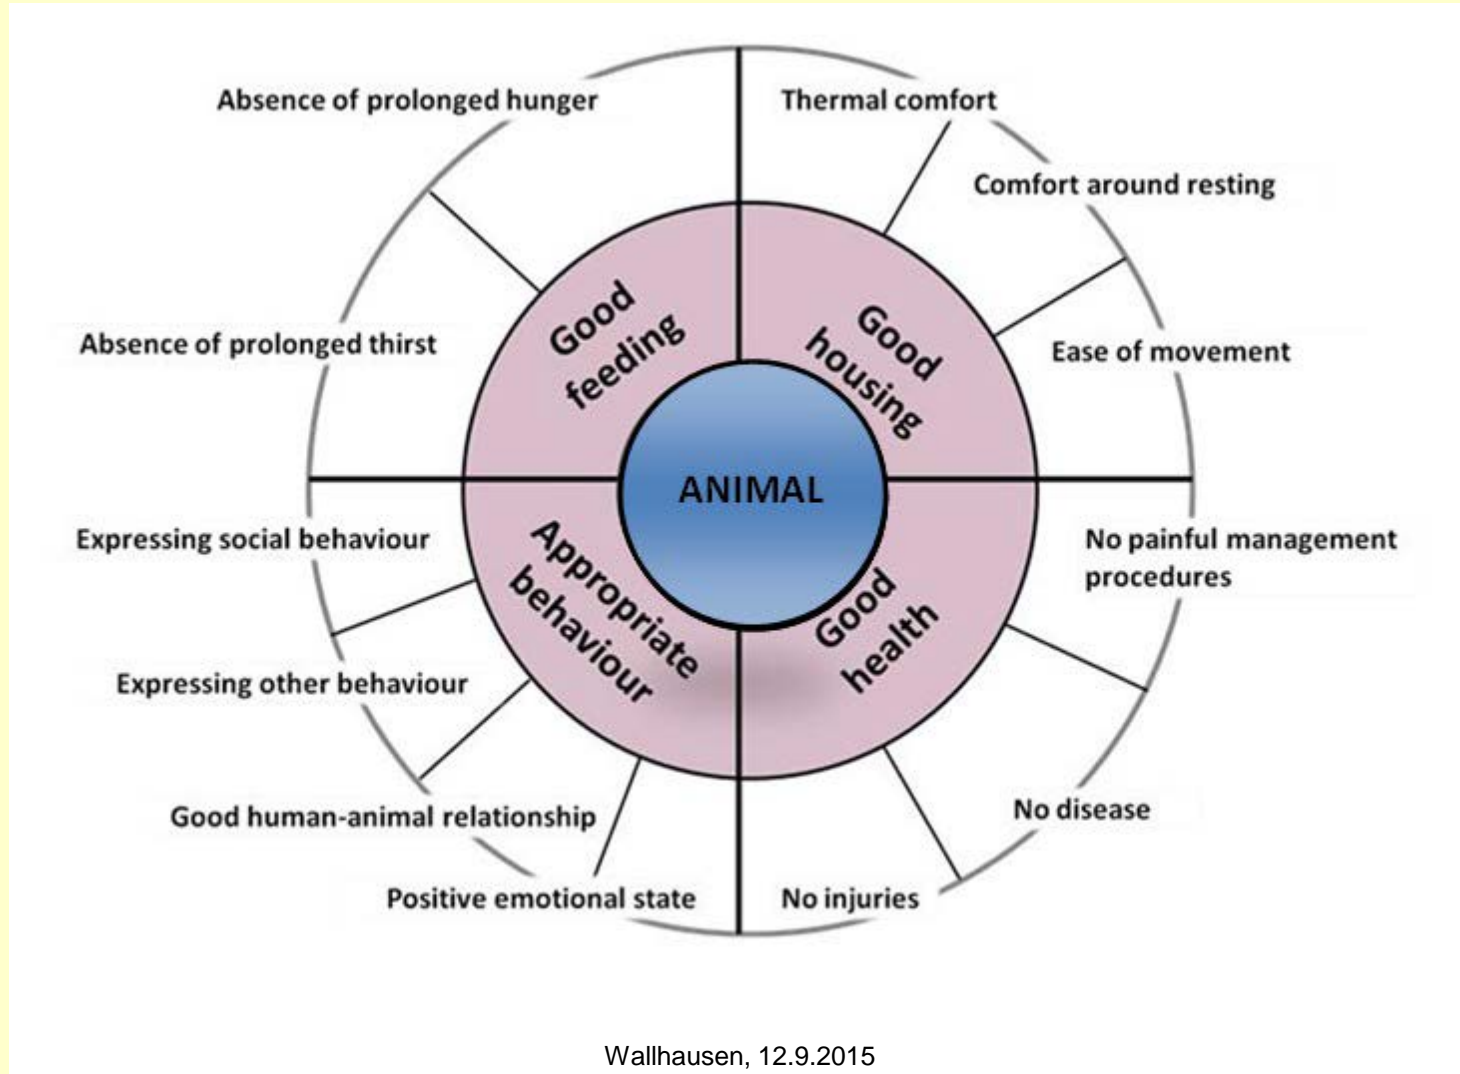 Absence of prolonged hunger
Thermal comfort
Comfort around resting
Absence of prolonged thirst
Ease of movement
Good
feeding
Good
housing
ANIMAL
Expressing social behaviour
Appropriate
behaviour
Good
health
No painful management
procedures
Expressing other behaviour
Good human-animal relationship
No disease
Positive emotional state
No injuries
Wallhausen, 12.9.2015